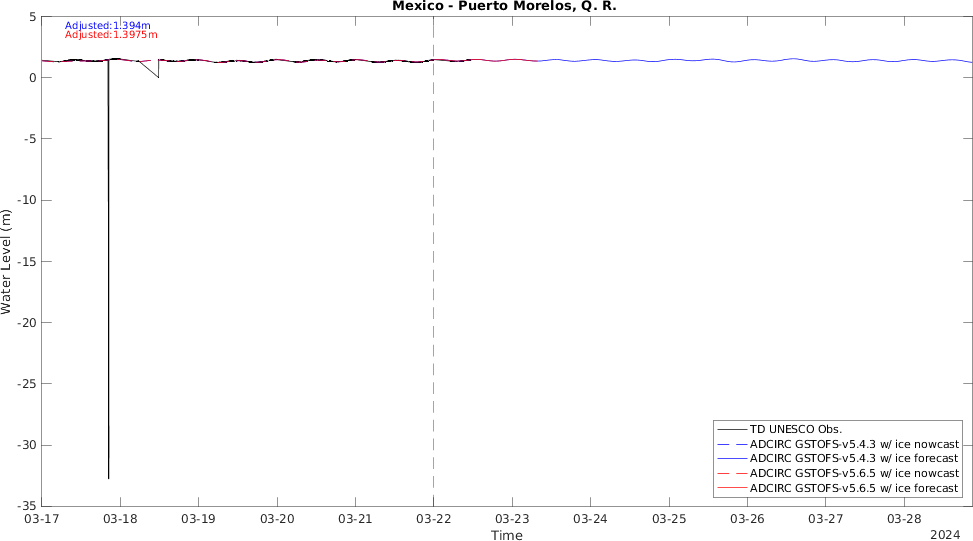 Mexico - Puerto Morelos, Q. R.
Adjusted:1.394m
Adjusted:1.3975m
5
0
-5
-10
-15
-20
-25
-30
-35
Water Level (m)
TD UNESCO Obs.
ADCIRC GSTOFS-v5.4.3 w/ ice nowcast
ADCIRC GSTOFS-v5.4.3 w/ ice forecast
ADCIRC GSTOFS-v5.6.5 w/ ice nowcast
ADCIRC GSTOFS-v5.6.5 w/ ice forecast
03-17 03-18 03-19 03-20 03-21 03-22 03-23 03-24 03-25 03-26 03-27 03-28
Time
2024